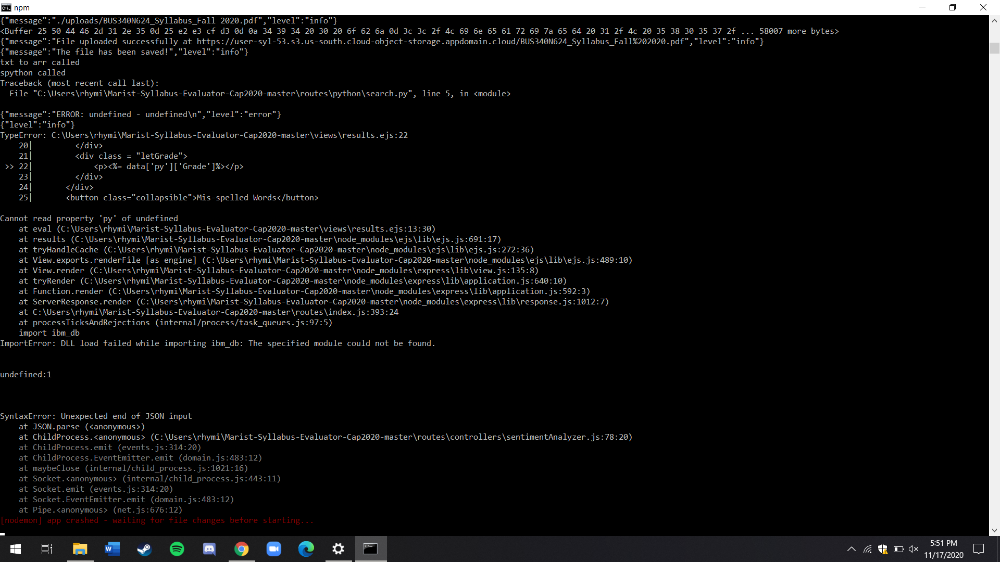 npm
{"message":"./uploads/BUS340N624_Syllabus_Fall 2020.pdf","level":"info"}
<Buffer 25 50 44 46 2d 31 2e 35 0d 25 e2 e3 cf d3 0d 0a 34 39 34 20 30 20 6f 62 6a 0d 3c 3c 2f 4c 69 6e 65 61 72 69 7a 65 64 20 31 2f 4c 20 35 38 30 35 37 2f ... 58007 more bytes>
{"message":"File uploaded successfully at https://user-syl-53.s3.us-south.cloud-object-storage.appdomain.cloud/BUS340N624_Syllabus_Fall%202020.pdf","level":"info"}
{"message":"The file has been saved!","level":"info"}
txt to arr called
spython called
Traceback (most recent call last):
  File "C:\Users\rhymi\Marist-Syllabus-Evaluator-Cap2020-master\routes\python\search.py", line 5, in <module>
{"message":"ERROR: undefined - undefined\n","level":"error"}
{"level":"info"}
TypeError: C:\Users\rhymi\Marist-Syllabus-Evaluator-Cap2020-master\views\results.ejs:22
    20|         </div>
    21|         <div class = "letGrade">
 >> 22|             <p><%= data['py']['Grade']%></p>
    23|         </div>
    24|       </div>
    25|       <button class="collapsible">Mis-spelled Words</button>
Cannot read property 'py' of undefined
    at eval (C:\Users\rhymi\Marist-Syllabus-Evaluator-Cap2020-master\views\results.ejs:13:30)
    at results (C:\Users\rhymi\Marist-Syllabus-Evaluator-Cap2020-master\node_modules\ejs\lib\ejs.js:691:17)
    at tryHandleCache (C:\Users\rhymi\Marist-Syllabus-Evaluator-Cap2020-master\node_modules\ejs\lib\ejs.js:272:36)
    at View.exports.renderFile [as engine] (C:\Users\rhymi\Marist-Syllabus-Evaluator-Cap2020-master\node_modules\ejs\lib\ejs.js:489:10)
    at View.render (C:\Users\rhymi\Marist-Syllabus-Evaluator-Cap2020-master\node_modules\express\lib\view.js:135:8)
    at tryRender (C:\Users\rhymi\Marist-Syllabus-Evaluator-Cap2020-master\node_modules\express\lib\application.js:640:10)
    at Function.render (C:\Users\rhymi\Marist-Syllabus-Evaluator-Cap2020-master\node_modules\express\lib\application.js:592:3)
    at ServerResponse.render (C:\Users\rhymi\Marist-Syllabus-Evaluator-Cap2020-master\node_modules\express\lib\response.js:1012:7)
    at C:\Users\rhymi\Marist-Syllabus-Evaluator-Cap2020-master\routes\index.js:393:24
    at processTicksAndRejections (internal/process/task_queues.js:97:5)
    import ibm_db
ImportError: DLL load failed while importing ibm_db: The specified module could not be found.
undefined:1
SyntaxError: Unexpected end of JSON input
    at JSON.parse (<anonymous>)
    at ChildProcess.<anonymous> (C:\Users\rhymi\Marist-Syllabus-Evaluator-Cap2020-master\routes\controllers\sentimentAnalyzer.js:78:20)
    at ChildProcess.emit (events.js:314:20)
    at ChildProcess.EventEmitter.emit (domain.js:483:12)
    at maybeClose (internal/child_process.js:1021:16)
    at Socket.<anonymous> (internal/child_process.js:443:11)
    at Socket.emit (events.js:314:20)
    at Socket.EventEmitter.emit (domain.js:483:12)
    at Pipe.<anonymous> (net.js:676:12)
[nodemon] app crashed - waiting for file changes before starting...
5:51 PM
11/17/2020